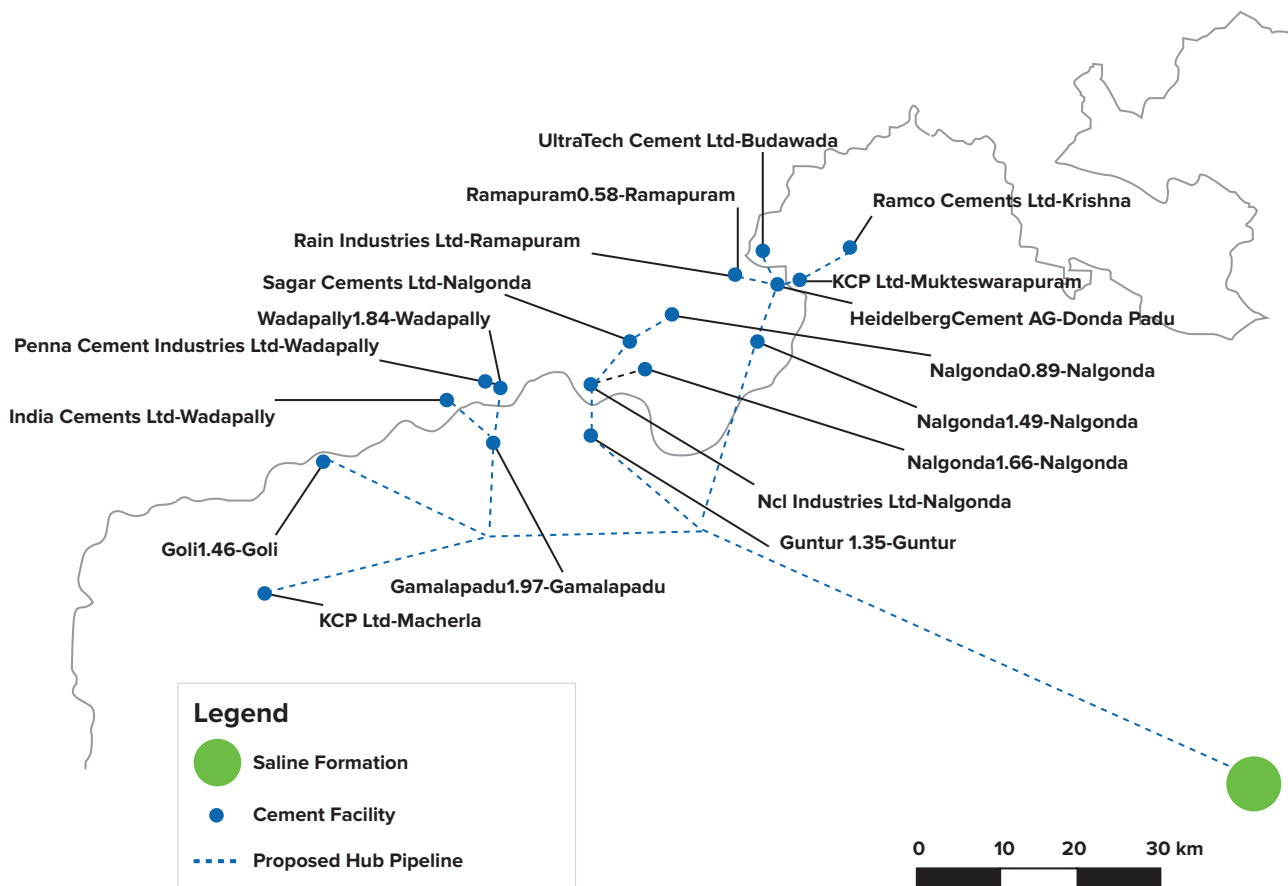 UltraTech Cement Ltd-Budawada
Ramapuram0.58-Ramapuram
Ramco Cements Ltd-Krishna
Rain Industries Ltd-Ramapuram
Sagar Cements Ltd-Nalgonda
KCP Ltd-Mukteswarapuram
Wadapally1.84-Wadapally
HeidelbergCement AG-Donda Padu
Penna Cement Industries Ltd-Wadapally
Nalgonda0.89-Nalgonda
India Cements Ltd-Wadapally
Nalgonda1.49-Nalgonda
Nalgonda1.66-Nalgonda
Ncl Industries Ltd-Nalgonda
Guntur 1.35-Guntur
Goli1.46-Goli
Gamalapadu1.97-Gamalapadu
KCP Ltd-Macherla
Legend
Saline Formation
Cement Facility
Proposed Hub Pipeline
0 10 20 30 km